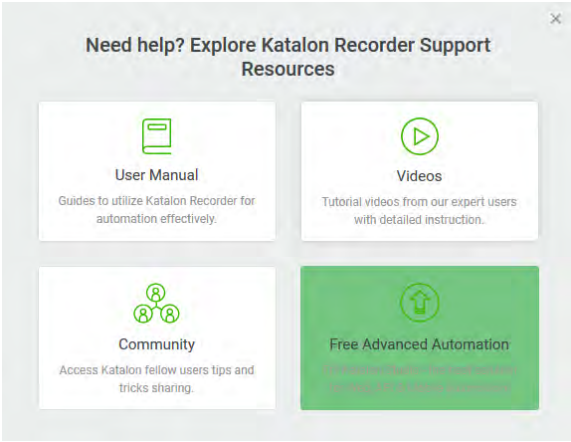 Need help? Explore Katalon Recorder Support
Resources
User Manual
Guides to utilize Katalon Recorder for
automation effectively.
Videos
Tutorial videos from our expert users
with detailed instruction.
Community
Access Katalon fellow users tips and
tricks sharing.
Free Advanced Automation